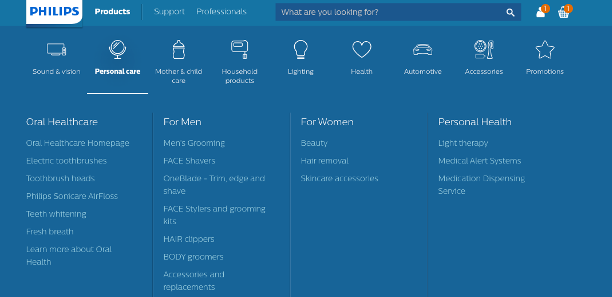 PHILIPS
Products
Support
Professionals
What are you looking for?
Sound & vision
Personal care
Mother & child
care
Household
products
Lighting
Health
Automotive
Accessories
Promotions
Oral Healthcare
Oral Healthcare Homepage
Electric toothbrushes
Toothbrush heads
Philips Sonicare AirFloss
Teeth whitening
Fresh breath
Learn more about Oral
Health
For Men
Men's Grooming
FACE Shavers
OneBlade - Trim, edge and
shave
FACE Stylers and grooming
kits
HAIR clippers
BODY groomers
Accessories and
replacements
For Women
Beauty
Hair removal
Skincare accessories
Personal Health
Light therapy
Medical Alert Systems
Medication Dispensing
Service